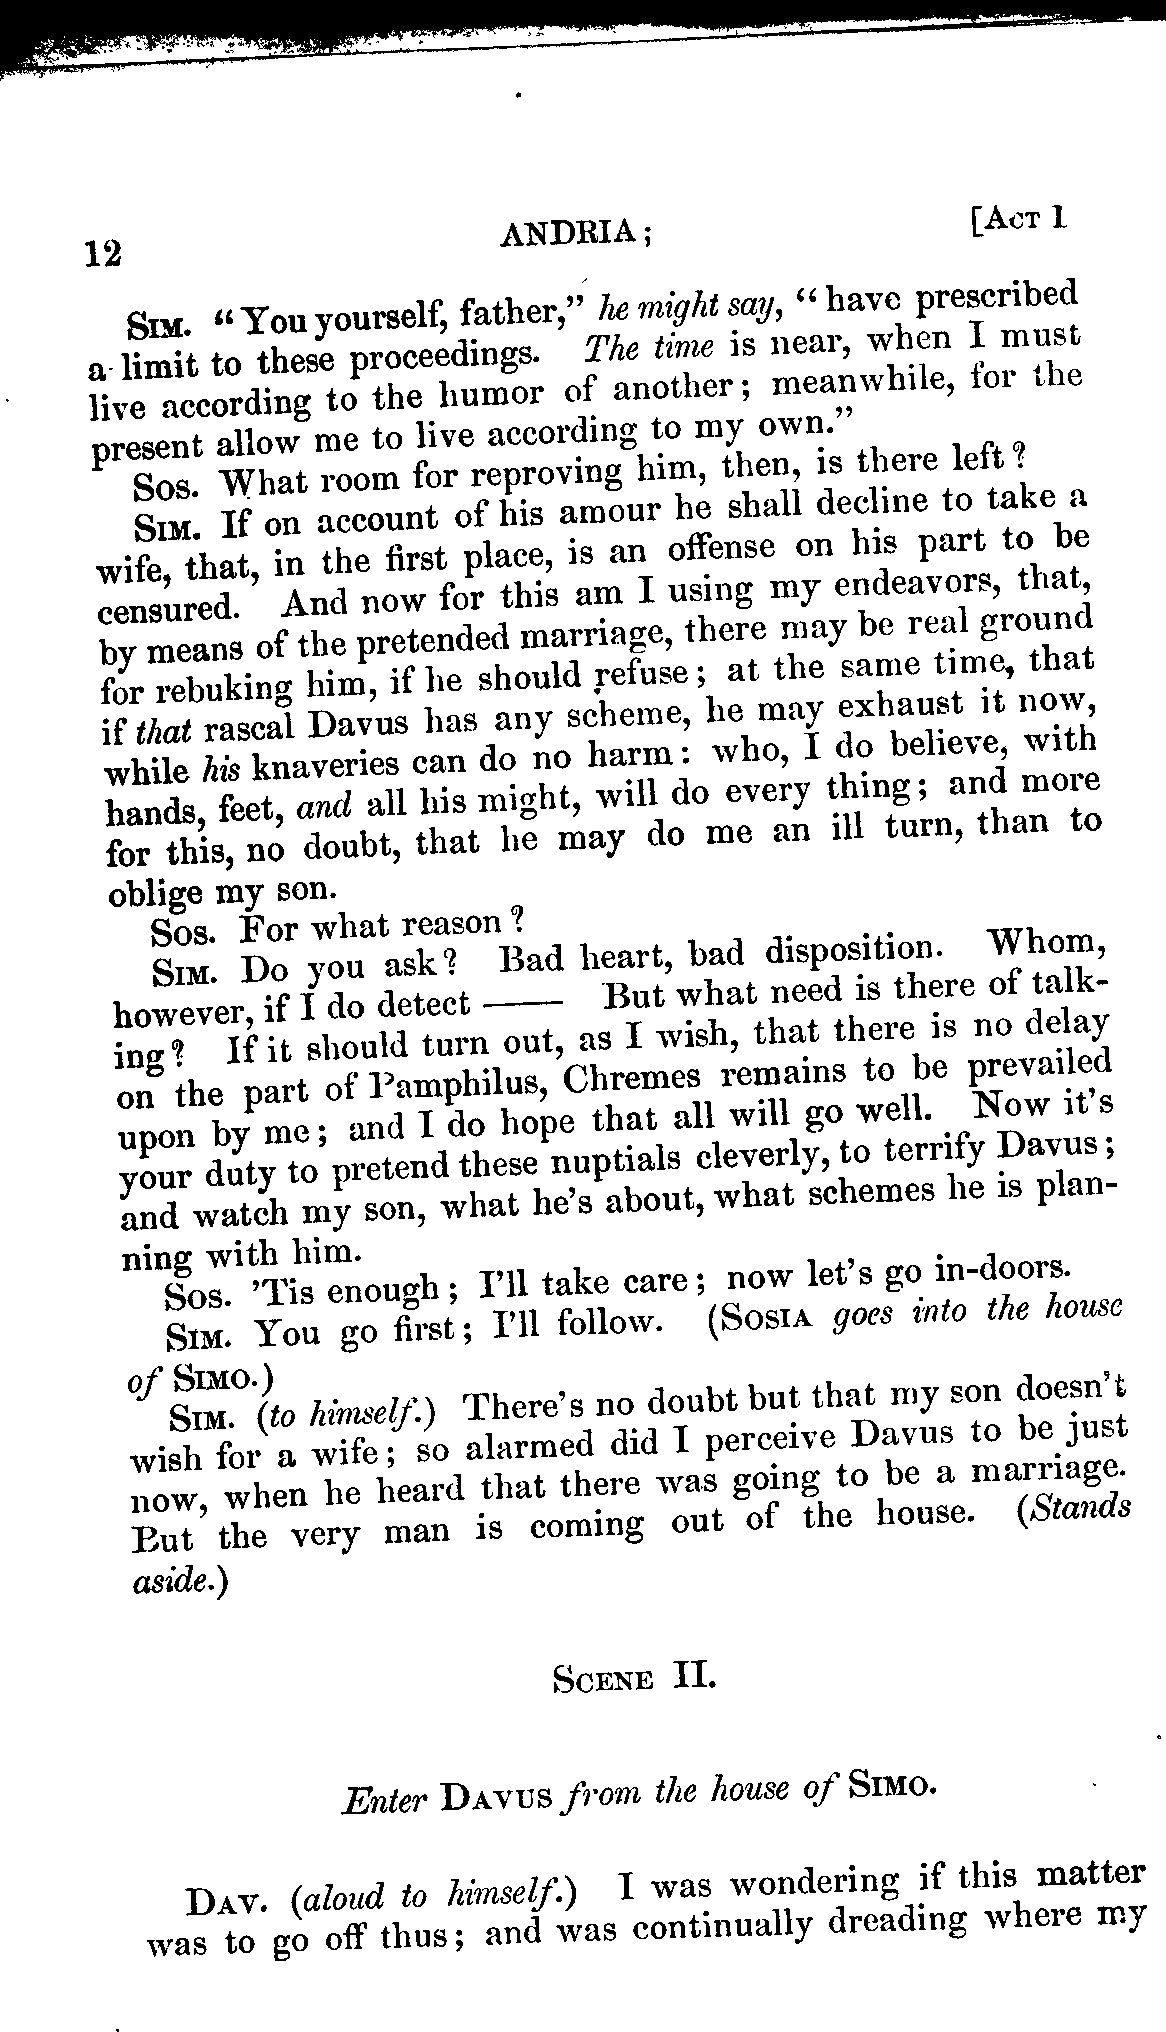 12 ANDRIA; [ACT I
SIM. “You yourself, father,” he might say, “have prescribed
a limit to these proceedings. The time is near, when I must
live according to the humor of another; meanwhile, for the
present allow me to live according to my own.”
SOS. What room for reproving him, then, is there left?
SIM. If on account of his amour he shall decline to take a
wife, that, in the first place, is an offense on his part to be
censured. And now for this am I using my endeavors, that,
by means of the pretended marriage, there may be real ground
for rebuking him, if he should refuse; at the same time, that
if that rascal Davus has any scheme, he may exhaust it now,
while his knaveries can do no harm: who, I do believe, with
hands, feet, and all his might, will do every thing; and more
for this, no doubt, that he may do me an ill turn, than to
oblige my son.
SOS. For what reason?
SIM. Do you ask? Bad heart, bad disposition. Whom,
however, if I do detect —— But what need is there of talk-
ing? If it should turn out, as I wish, that there is no delay
on the part of Pamphilus, Chremes remains to be prevailed
upon by me; and I do hope that all will go well. Now it’s
your duty to pretend these nuptials cleverly, to terrify Davus;
and watch my son, what he’s about, what schemes he is plan-
ning with him.
SOS. ’Tis enough; I’ll take care; now let’s go in-doors.
SIM. You go first; I’ll follow. (SOSIA goes into the house
of SIMO.)
SIM. (to himself.) There’s no doubt but that my son doesn’t
wish for a wife; so alarmed did I perceive Davus to be just
now, when he heard that there was going to be a marriage.
But the very man is coming out of the house. (Stands
aside.)
SCENE II.
Enter DAVUS from the house of SIMO.
DAV. (aloud to himself.) I was wondering if this matter
was to go off thus; and was continually dreading where my